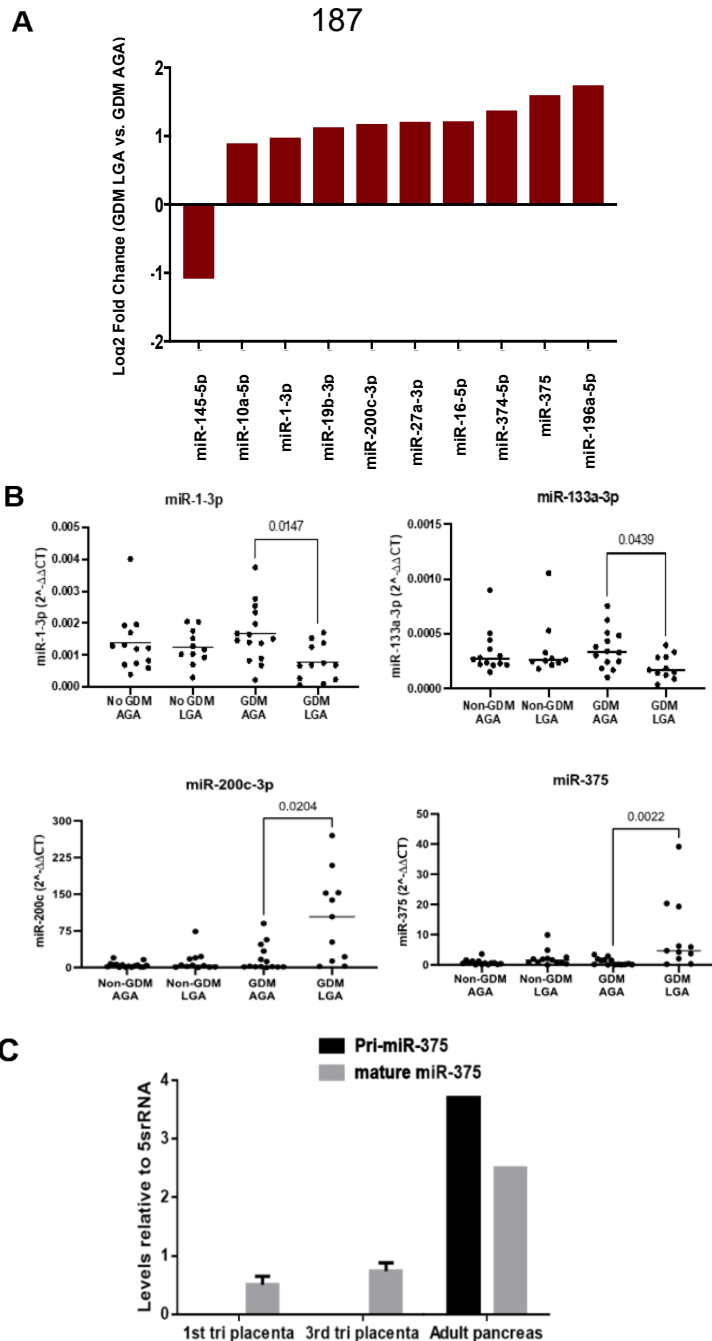 A
187
Log2 Fold Change (GDM LGA vs. GDM AGA)
2
1
0
-1
-2
miR-145-5p
miR-10a-5p
miR-1-3p
miR-19b-3p
miR-200c-3p
miR-27a-3p
miR-16-5p
miR-374-5p
miR-375
miR-196a-5p
B
miR-1-3p
miR-1-3p (2^-ΔΔCT)
0.005
0.004
0.003
0.002
0.001
0.000
0.0147
No GDM AGA
No GDM LGA
GDM AGA
GDM LGA
miR-133a-3p
miR-133a-3p (2^-ΔΔCT)
0.0015
0.0010
0.0005
0.0000
0.0439
Non-GDM AGA
Non-GDM LGA
GDM AGA
GDM LGA
miR-200c-3p
miR-200c (2^-ΔΔCT)
300
225
150
75
0
0.0204
Non-GDM AGA
Non-GDM LGA
GDM AGA
GDM LGA
miR-375
miR-375 (2^-ΔΔCT)
50
40
30
20
10
0
0.0022
Non-GDM AGA
Non-GDM LGA
GDM AGA
GDM LGA
C
Pri-miR-375
mature miR-375
Levels relative to 5srRNA
4
3
2
1
0
1st tri placenta
3rd tri placenta
Adult pancreas